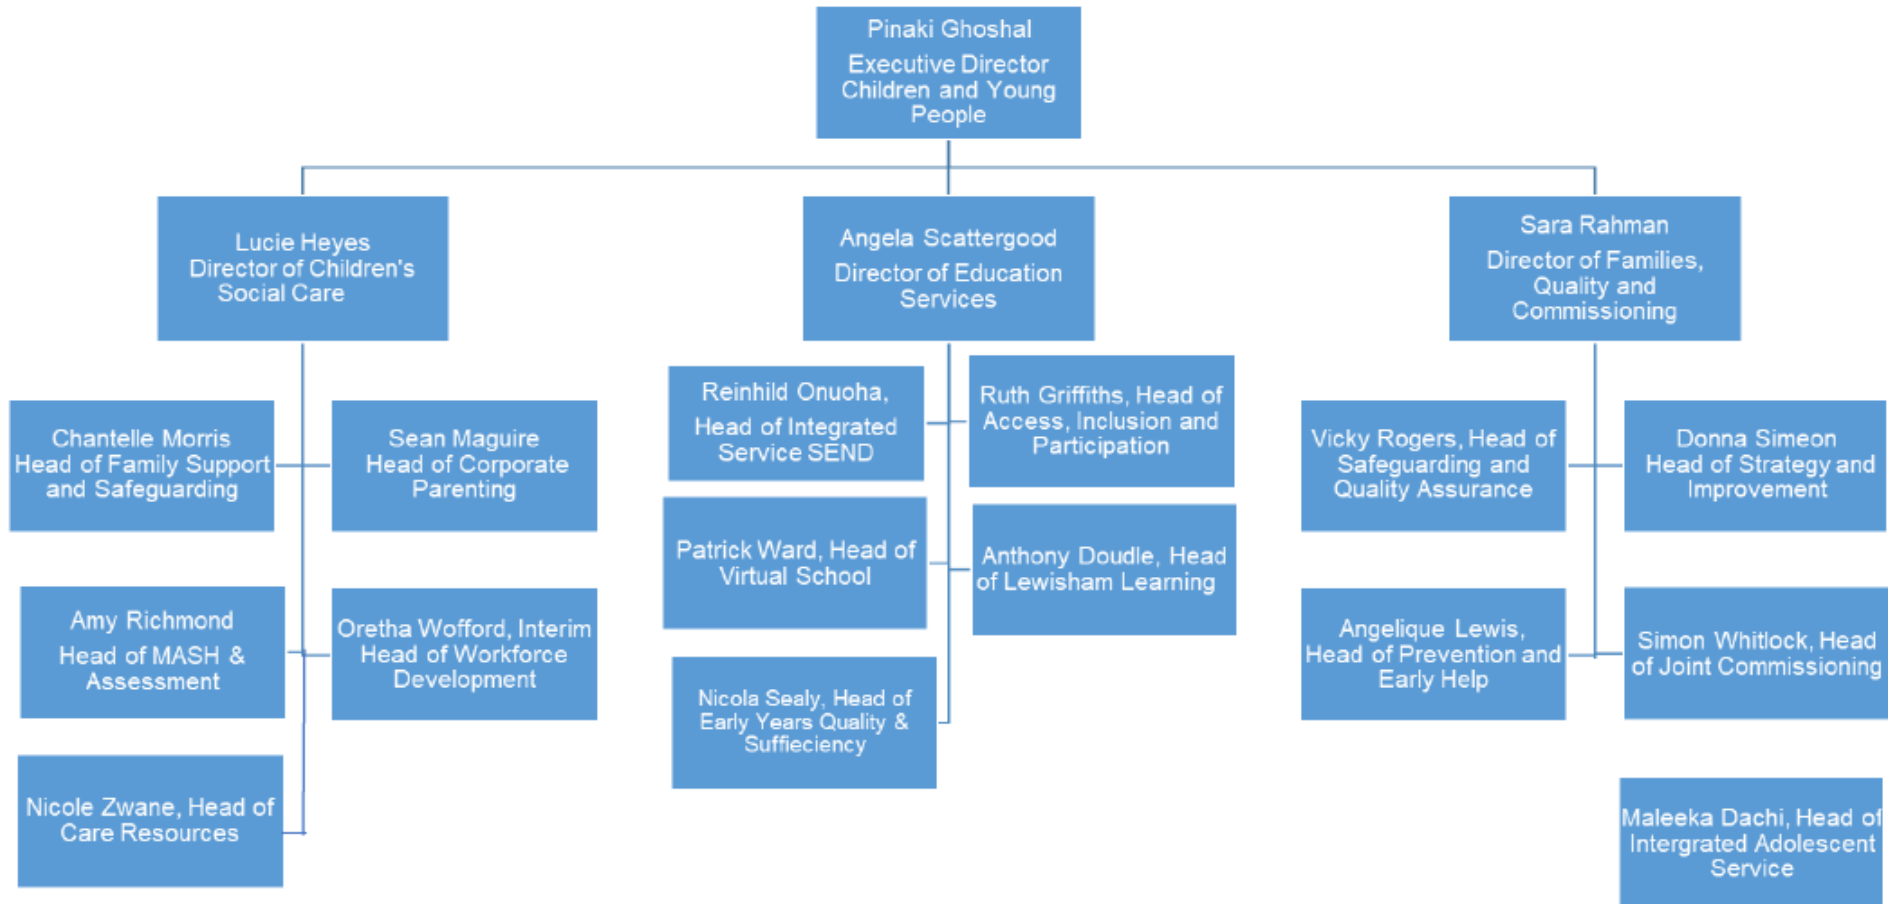 Pinaki Ghoshal
Executive Director
Children and Young
People
Lucie Heyes
Director of Children's
Social Care
Angela Scattergood
Director of Education
Services
Sara Rahman
Director of Families,
Quality and
Commissioning
Chantelle Morris
Head of Family Support
and Safeguarding
Sean Maguire
Head of Corporate
Parenting
Amy Richmond
Head of MASH &
Assessment
Oretha Wofford, Interim
Head of Workforce
Development
Nicole Zwane, Head of
Care Resources
Reinhild Onuoha,
Head of Integrated
Service SEND
Ruth Griffiths, Head of
Access, Inclusion and
Participation
Patrick Ward, Head of
Virtual School
Anthony Doudle, Head
of Lewisham Learning
Nicola Sealy, Head of
Early Years Quality &
Suffieciency
Vicky Rogers, Head of
Safeguarding and
Quality Assurance
Donna Simeon
Head of Strategy and
Improvement
Angelique Lewis,
Head of Prevention and
Early Help
Simon Whitlock, Head
of Joint Commissioning
Maleeka Dachi, Head of
Intergrated Adolescent
Service